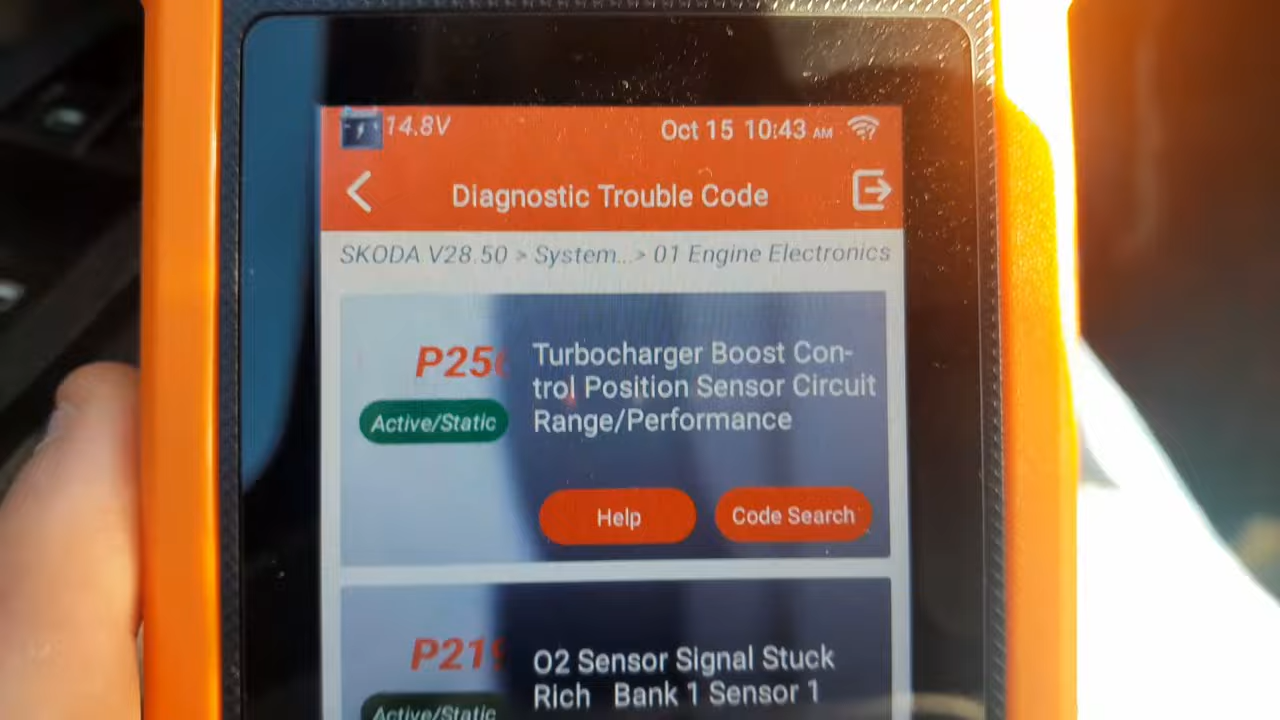 14.8V
Oct 15 10:43 AM
Diagnostic Trouble Code
SKODA V28.50 > System...> 01 Engine Electronics
Turbocharger Boost Con-
trol Position Sensor Circuit
Range/Performance
Active/Static
Help
Code Search
O2 Sensor Signal Stuck
Rich Bank 1 Sensor 1
Active/Static